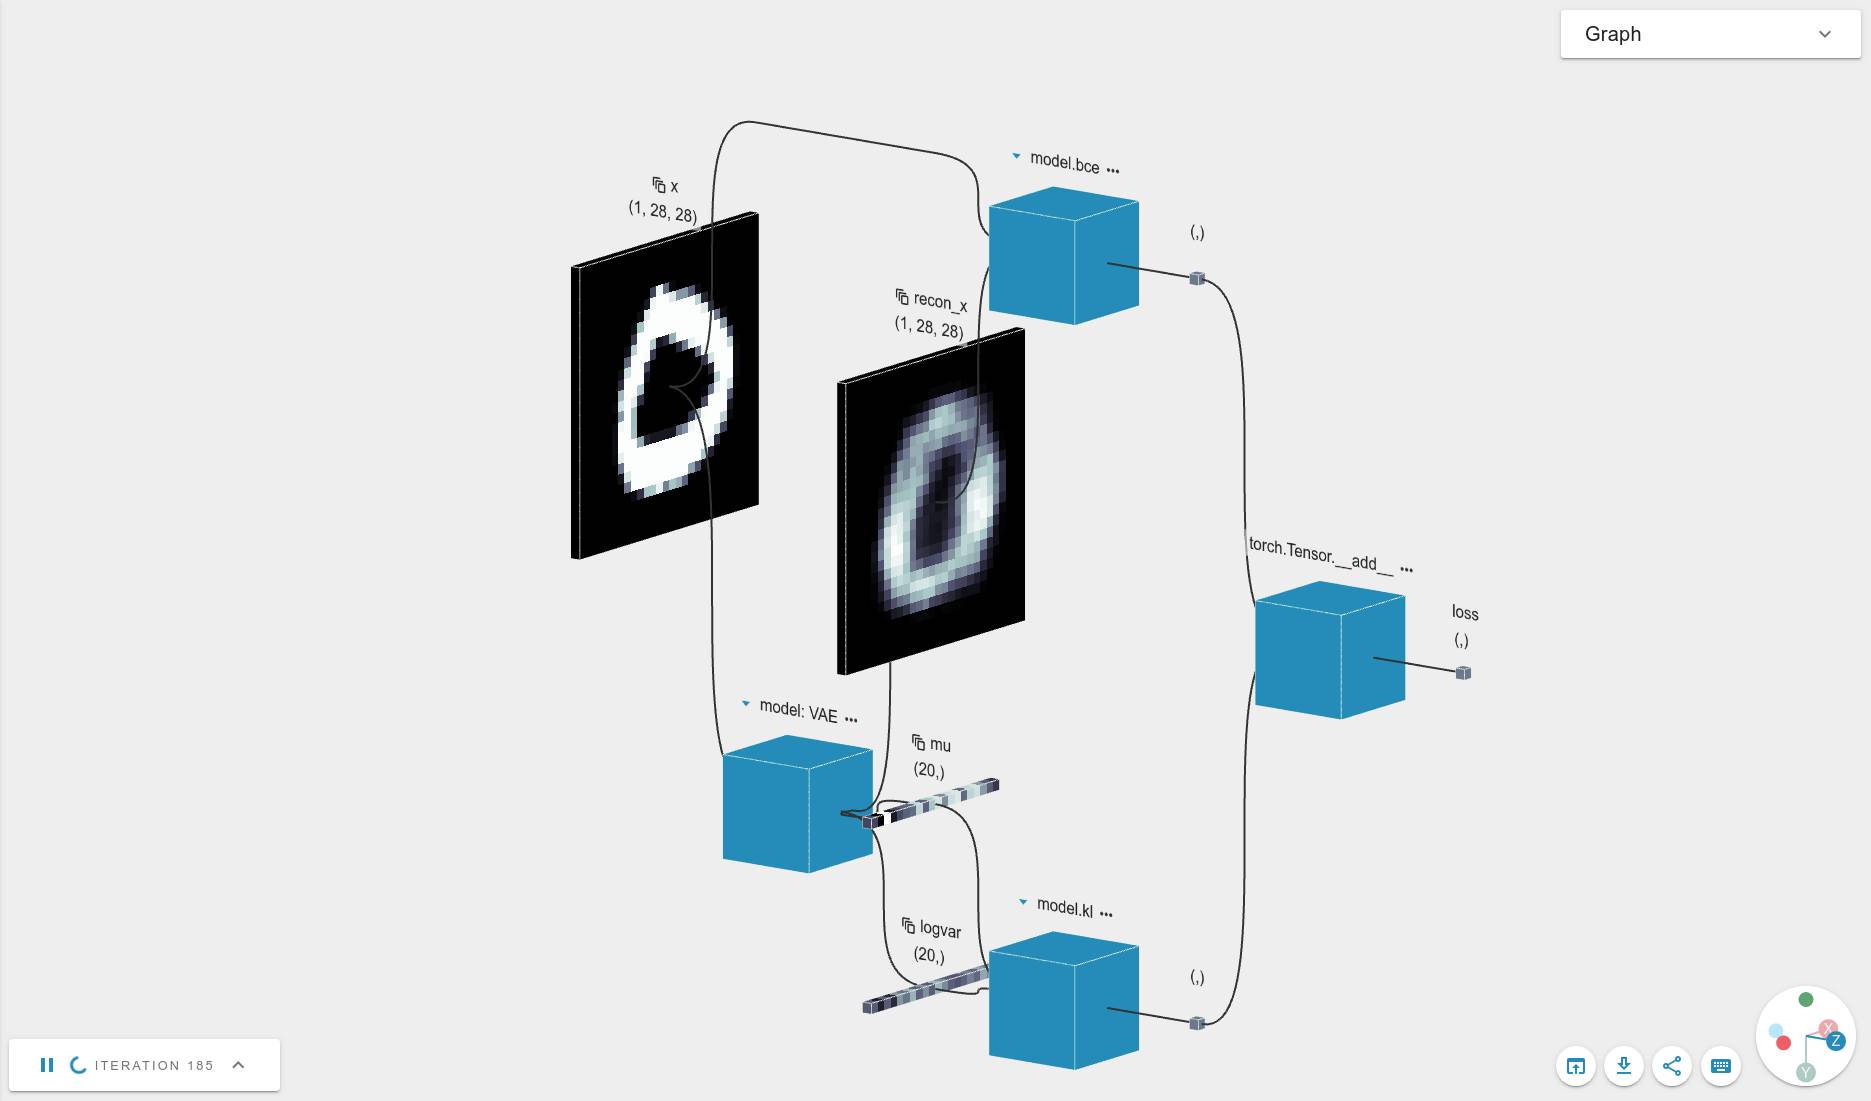 Graph
model.bce •••
x
(1, 28, 28)
(,)
recon_x
(1, 28, 28)
torch.Tensor.__add__ •••
loss
(,)
model: VAE •••
mu
(20,)
model.kl •••
logvar
(20,)
(,)
X
Z
Y
ITERATION 185